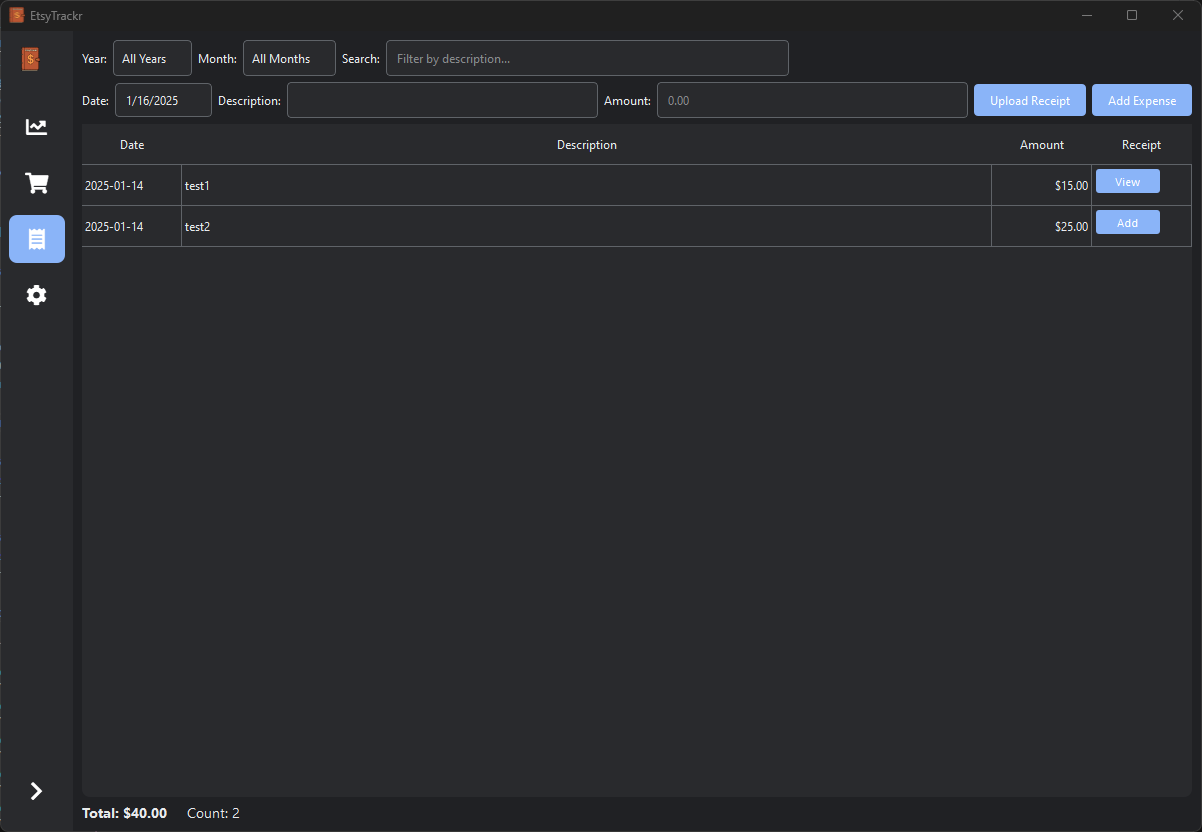 EtsyTrackr
Year: All Years Month: All Months Search: Filter by description...
Date: 1/16/2025 Description: Amount: 0.00 Upload Receipt Add Expense
Date Description Amount Receipt
2025-01-14 test1 $15.00 View
2025-01-14 test2 $25.00 Add
Total: $40.00 Count: 2